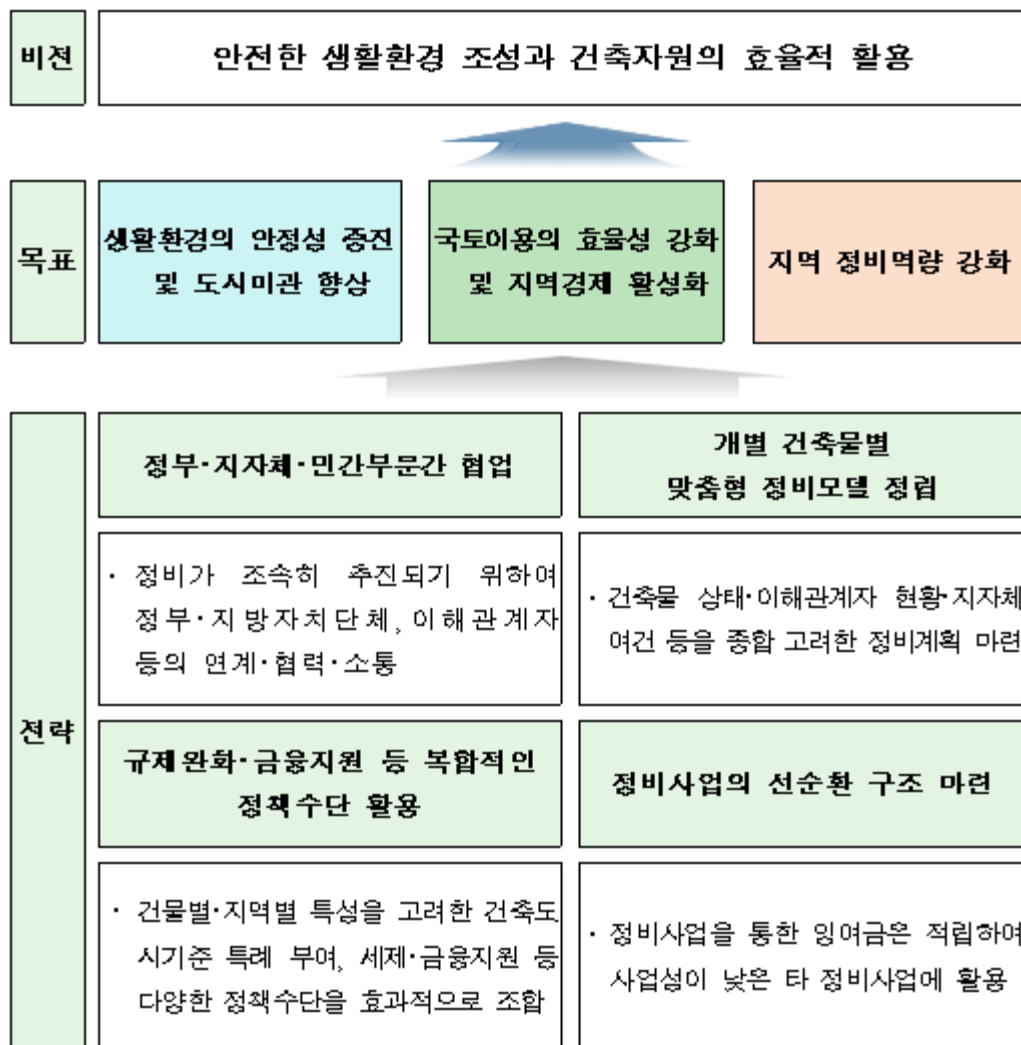 비전
안전한 생활환경 조성과 건축자원의 효율적 활용
목표
생활환경의 안정성 증진
및 도시미관 향상
국토이용의 효율성 강화
및 지역경제 활성화
지역 정비역량 강화
전략
정부·지자체·민간부문간 협업
개별 건축물별
맞춤형 정비모델 정립
· 정비가 조속히 추진되기 위하여
정부·지방자치단체, 이해관계자
등의 연계·협력·소통
· 건축물 상태·이해관계자 현황·지자체
여건 등을 종합 고려한 정비계획 마련
규제완화·금융지원 등 복합적인
정책수단 활용
정비사업의 선순환 구조 마련
· 건물별·지역별 특성을 고려한 건축도
시기준 특례 부여, 세제·금융지원 등
다양한 정책수단을 효과적으로 조합
· 정비사업을 통한 잉여금은 적립하여
사업성이 낮은 타 정비사업에 활용